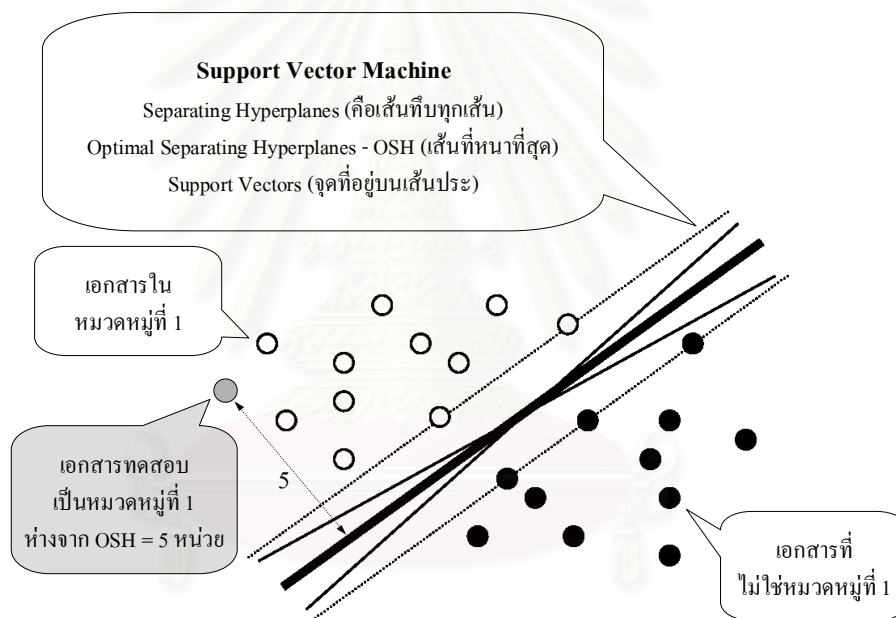 Support Vector Machine
Separating Hyperplanes (คือเส้นทึบทุกเส้น)
Optimal Separating Hyperplanes - OSH (เส้นที่หนาที่สุด)
Support Vectors (จุดที่อยู่บนเส้นประ)
เอกสารใน
หมวดหมู่ที่ 1
เอกสารทดสอบ
เป็นหมวดหมู่ที่ 1
ห่างจาก OSH = 5 หน่วย
5
เอกสารที่
ไม่ใช่หมวดหมู่ที่ 1